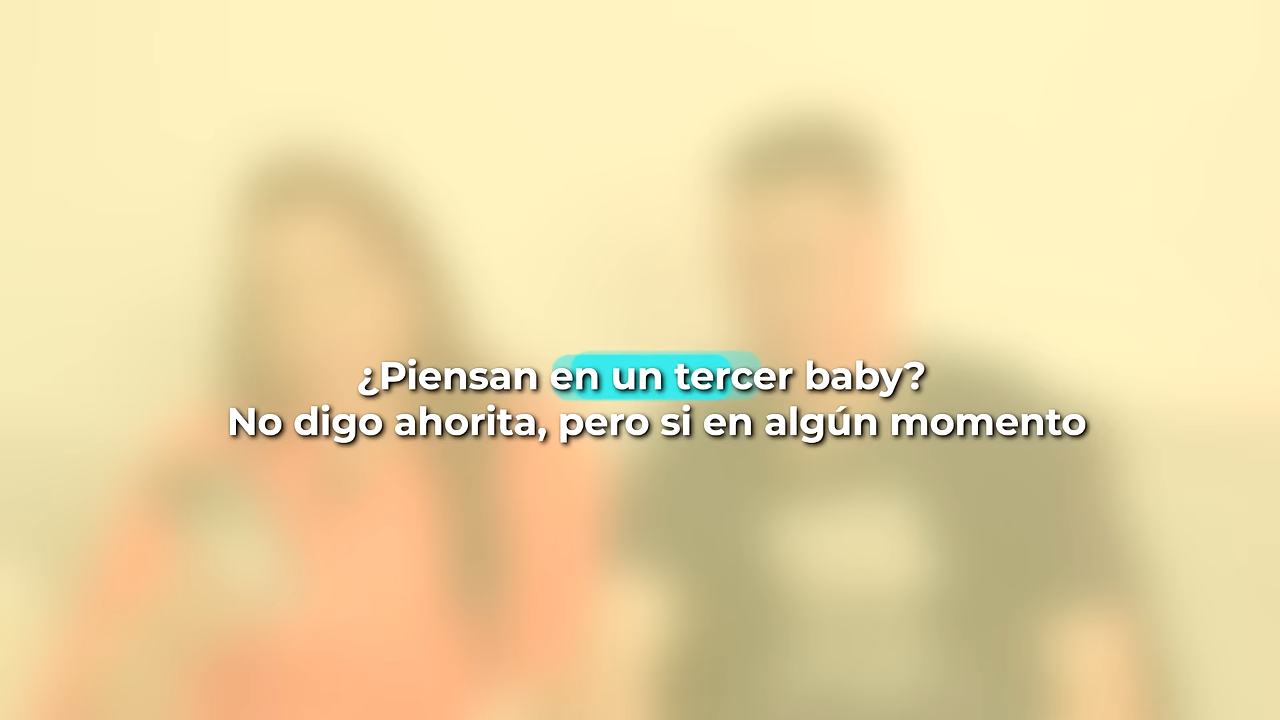 ¿Piensan en un tercer baby?
No digo ahorita, pero si en algún momento